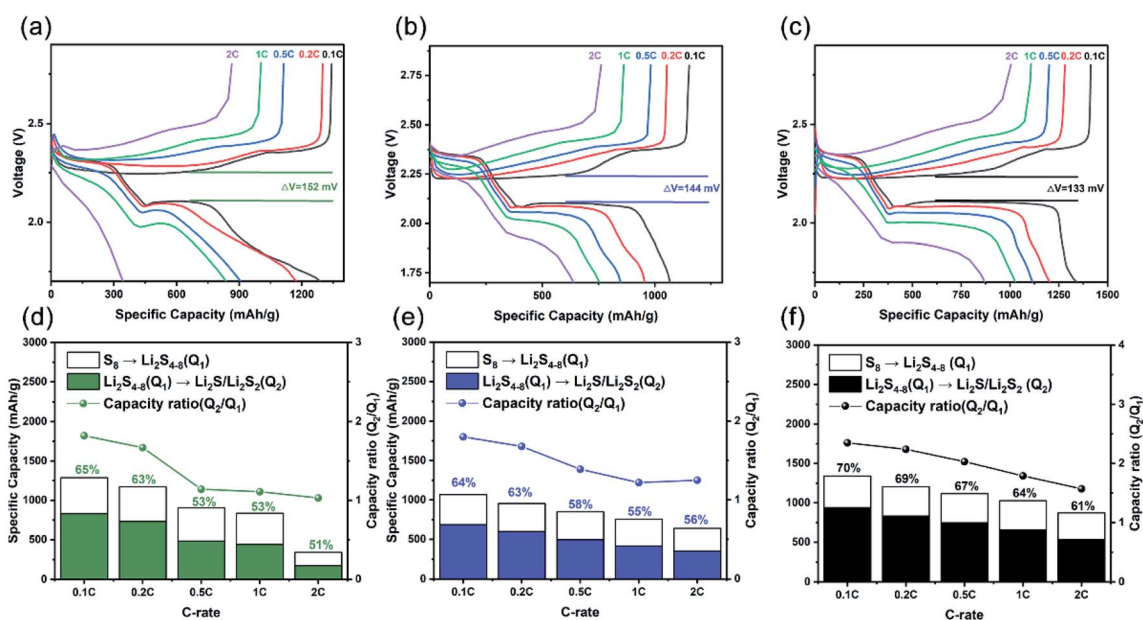 (a)
2C 1C 0.5C 0.2C 0.1C
Voltage (V)
2.5
2.0
△V=152 mV
0 300 600 900 1200
Specific Capacity (mAh/g)
(b)
2C 1C 0.5C 0.2C 0.1C
Voltage (V)
2.75
2.50
2.25
2.00
1.75
△V=144 mV
0 500 1000
Specific Capacity (mAh/g)
(c)
2C 1C 0.5C 0.2C 0.1C
Voltage (V)
2.5
2.0
△V=133 mV
0 250 500 750 1000 1250 1500
Specific Capacity (mAh/g)
(d)
S₈ → Li₂S₄₋₈(Q₁)
Li₂S₄₋₈(Q₁) → Li₂S/Li₂S₂(Q₂)
Capacity ratio(Q₂/Q₁)
Specific Capacity (mAh/g)
3000
2500
2000
1750
1250
1000
500
0
65% 63% 53% 53% 51%
3
2
1
0
Capacity ratio (Q₂/Q₁)
0.1C 0.2C 0.5C 1C 2C
C-rate
(e)
S₈ → Li₂S₄₋₈(Q₁)
Li₂S₄₋₈(Q₁) → Li₂S/Li₂S₂(Q₂)
Capacity ratio(Q₂/Q₁)
Specific Capacity (mAh/g)
3000
2500
2000
1750
1250
1000
500
0
64% 63% 58% 55% 56%
3
2
1
0
Capacity ratio (Q₂/Q₁)
0.1C 0.2C 0.5C 1C 2C
C-rate
(f)
S₈ → Li₂S₄₋₈ (Q₁)
Li₂S₄₋₈(Q₁) → Li₂S/Li₂S₂ (Q₂)
Capacity ratio(Q₂/Q₁)
Specific Capacity (mAh/g)
3000
2500
2000
1750
1250
1000
500
0
70% 69% 67% 64% 61%
4
3
2
1
0
Capacity ratio (Q₂/Q₁)
0.1C 0.2C 0.5C 1C 2C
C-rate